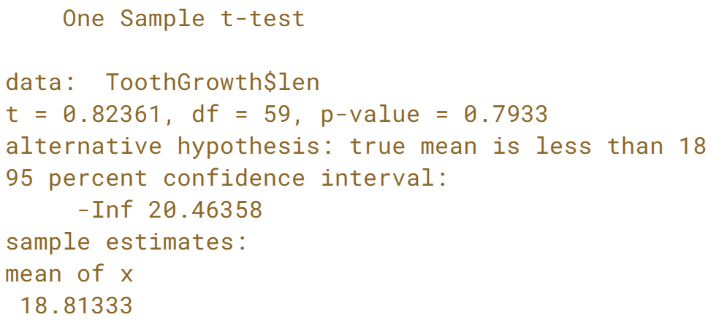 One Sample t-test
data:  ToothGrowth$len
t = 0.82361, df = 59, p-value = 0.7933
alternative hypothesis: true mean is less than 18
95 percent confidence interval:
     -Inf 20.46358
sample estimates:
mean of x
 18.81333